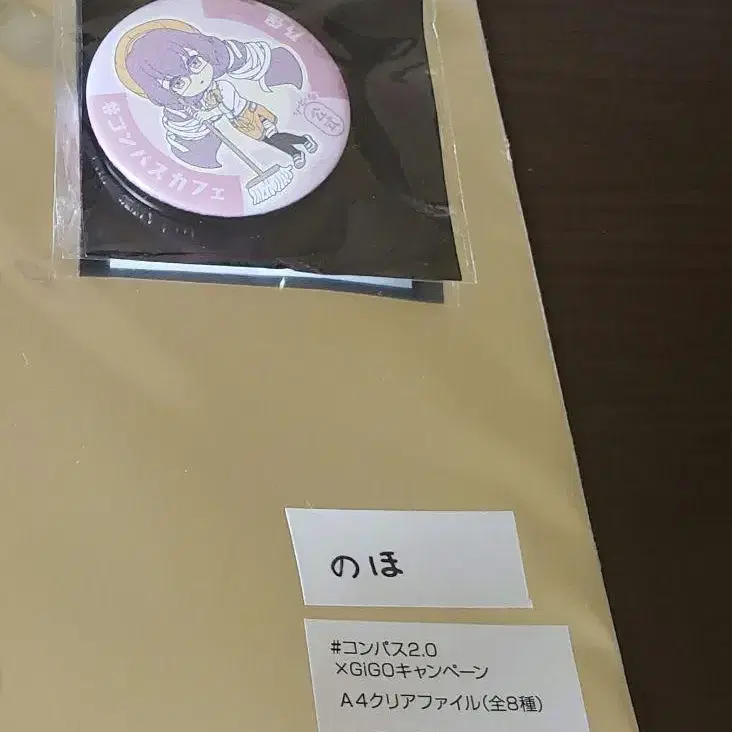 #コンパスカフェ
のほ
#コンパス2.0
×GiGOキャンペーン
A4クリアファイル(全8種)